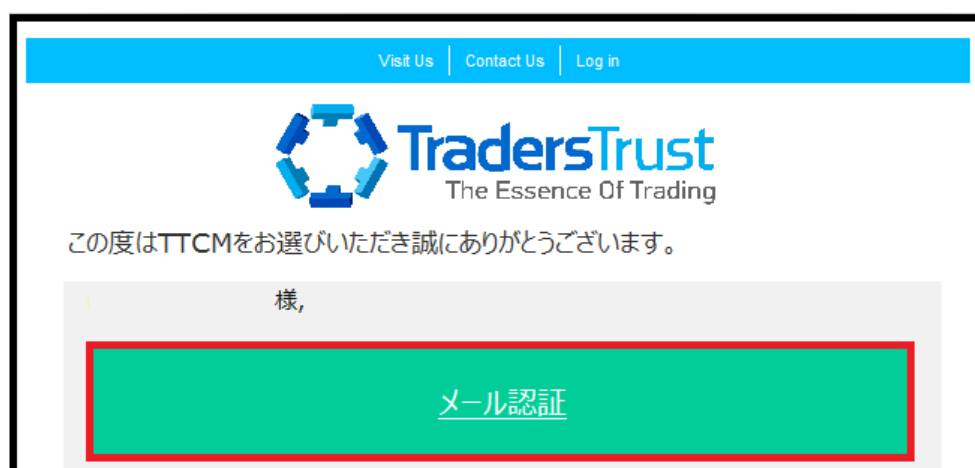 Visit Us Contact Us Log in
TradersTrust
The Essence Of Trading
この度はTTCMをお選びいただき誠にありがとうございます。
様,
メール認証